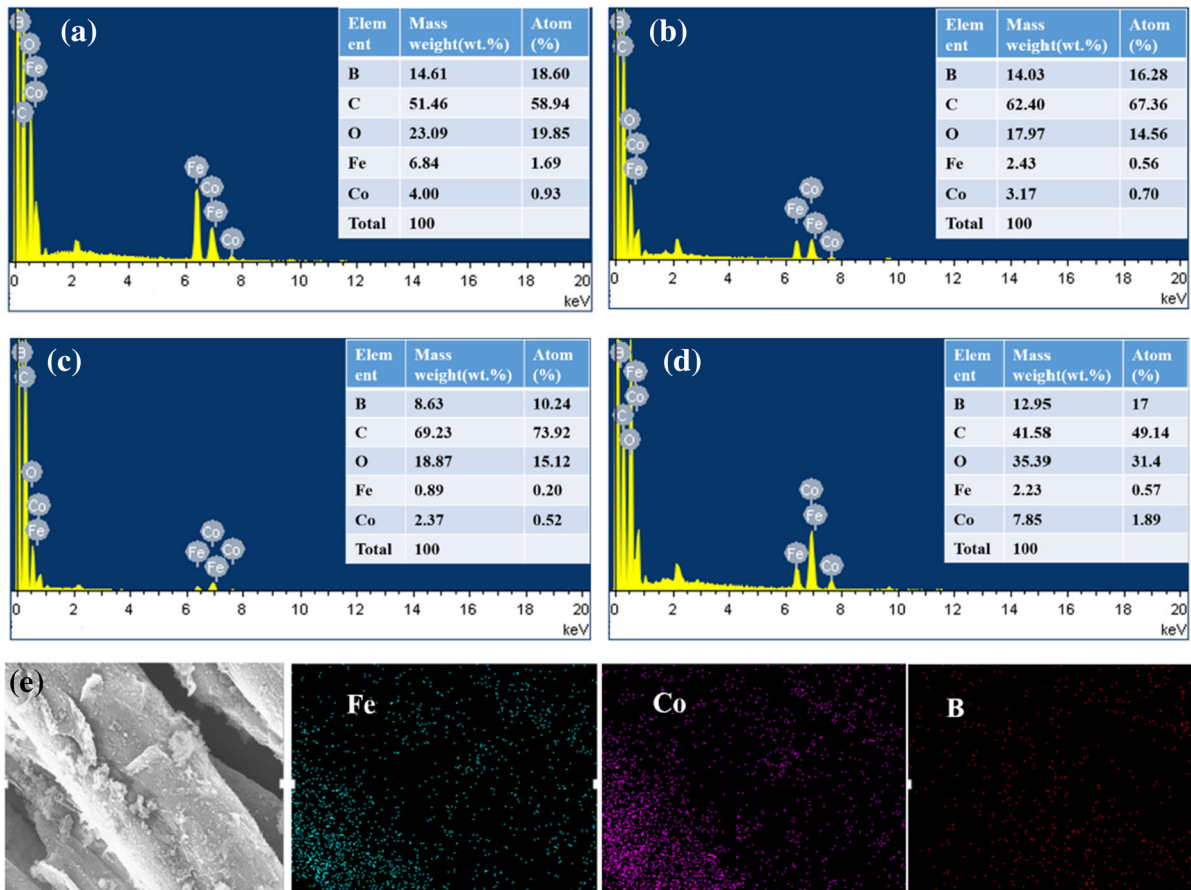 (a)
B
O
Fe
Co
C
Fe
Co
Fe
Co
Elem
ent
Mass
weight(wt.%)
Atom
(%)
B 14.61 18.60
C 51.46 58.94
O 23.09 19.85
Fe 6.84 1.69
Co 4.00 0.93
Total 100
0 2 4 6 8 10 12 14 16 18 20
keV
(b)
B
C
O
Co
Fe
Co
Fe
Fe
Co
Elem
ent
Mass
weight(wt.%)
Atom
(%)
B 14.03 16.28
C 62.40 67.36
O 17.97 14.56
Fe 2.43 0.56
Co 3.17 0.70
Total 100
0 2 4 6 8 10 12 14 16 18 20
keV
(c)
B
C
O
Co
Fe
Co
Fe
Co
Fe
Elem
ent
Mass
weight(wt.%)
Atom
(%)
B 8.63 10.24
C 69.23 73.92
O 18.87 15.12
Fe 0.89 0.20
Co 2.37 0.52
Total 100
0 2 4 6 8 10 12 14 16 18 20
keV
(d)
B
Fe
Co
C
O
Co
Fe
Fe
Co
Elem
ent
Mass
weight(wt.%)
Atom
(%)
B 12.95 17
C 41.58 49.14
O 35.39 31.4
Fe 2.23 0.57
Co 7.85 1.89
Total 100
0 2 4 6 8 10 12 14 16 18 20
keV
(e)
Fe
Co
B